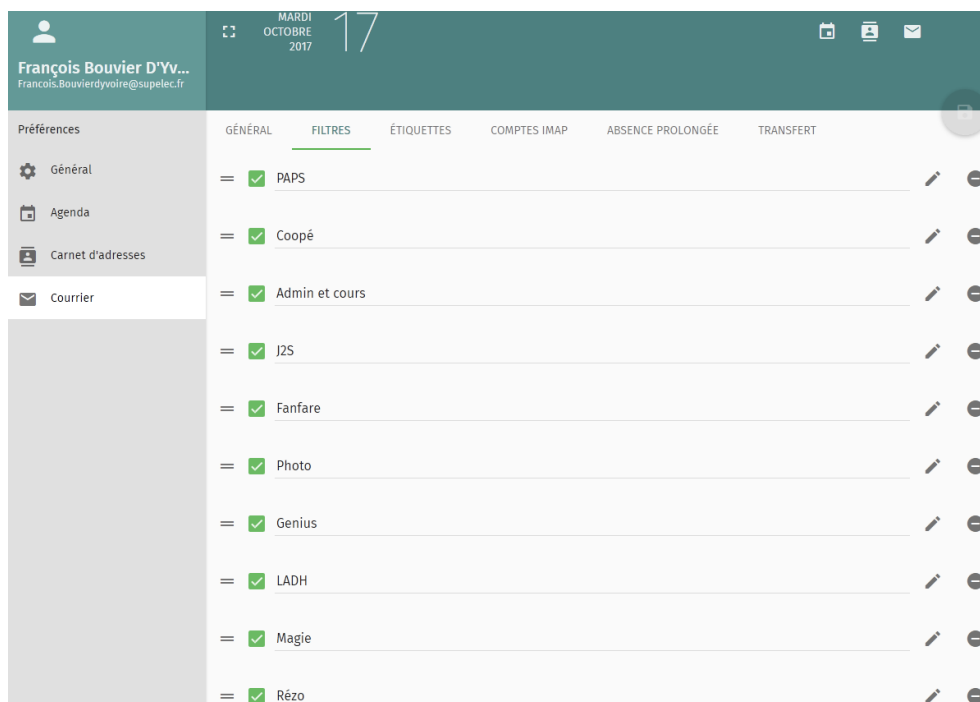 MARDI
OCTOBRE
2017
17
François Bouvier D'Yv...
Francois.Bouvierdyvoire@supelec.fr
Préférences
Général
Agenda
Carnet d'adresses
Courrier
GÉNÉRAL FILTRES ÉTIQUETTES COMPTES IMAP ABSENCE PROLONGÉE TRANSFERT
PAPS
Coopé
Admin et cours
J2S
Fanfare
Photo
Genius
LADH
Magie
Rézo